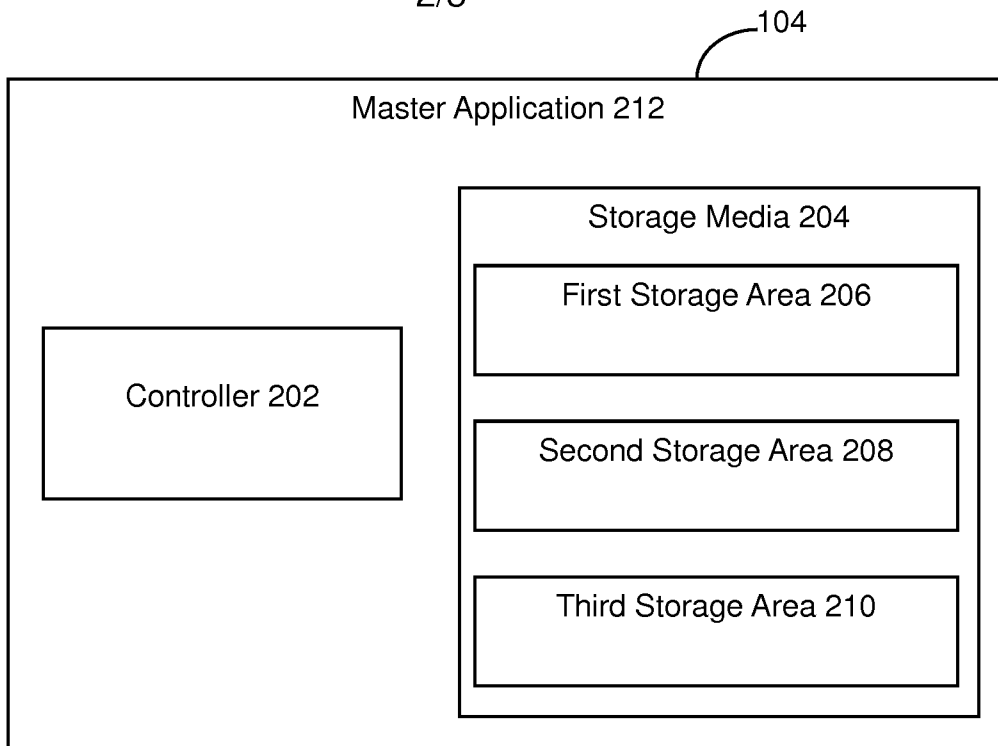 104
Master Application 212
Storage Media 204
First Storage Area 206
Controller 202
Second Storage Area 208
Third Storage Area 210